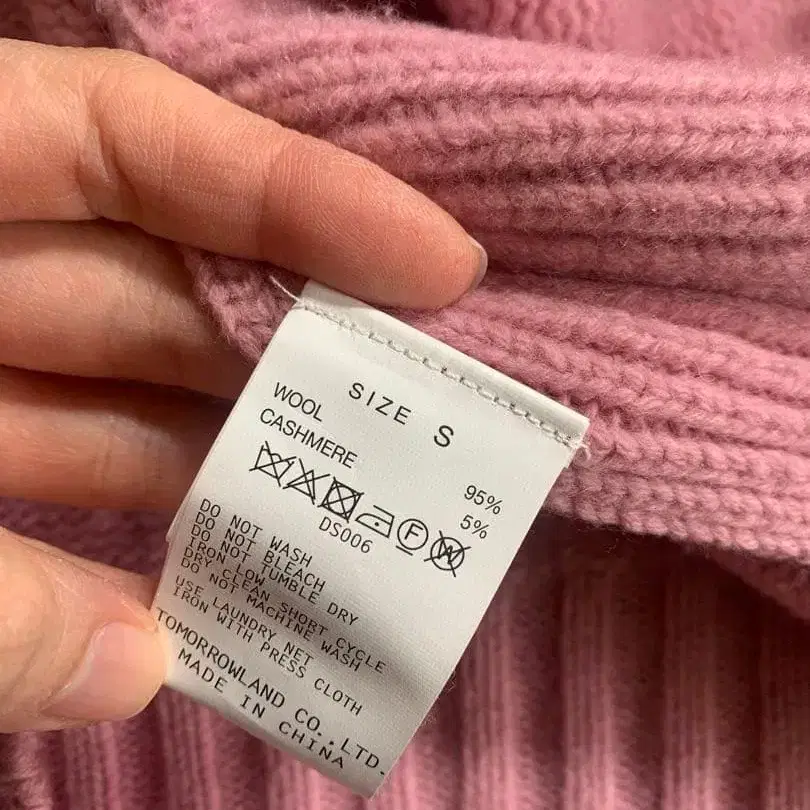 SIZE S
WOOL 95%
CASHMERE 5%
F W
DS006
DO NOT WASH
DO NOT BLEACH
DO NOT TUMBLE DRY
IRON LOW
DRY CLEAN SHORT CYCLE
DO NOT MACHINE WASH
USE LAUNDRY NET
IRON WITH PRESS CLOTH
TOMORROWLAND CO.,LTD.
MADE IN CHINA